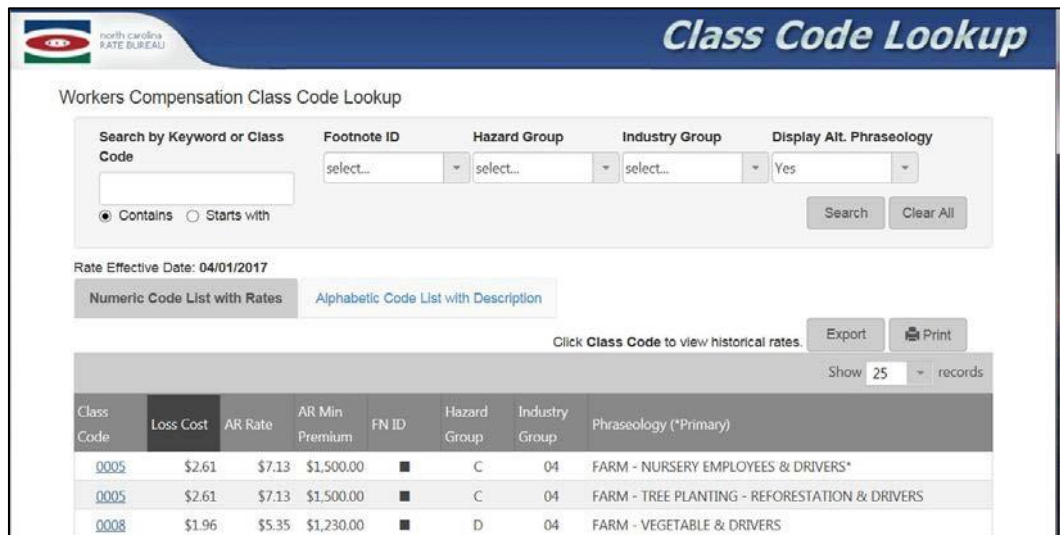 north carolina
RATE BUREAU
Class Code Lookup
Workers Compensation Class Code Lookup
Search by Keyword or Class
Code
Footnote ID
Hazard Group
Industry Group
Display Alt. Phraseology
select...
select...
select...
Yes
Contains
Starts with
Search
Clear All
Rate Effective Date: 04/01/2017
Numeric Code List with Rates
Alphabetic Code List with Description
Click Class Code to view historical rates.
Export
Print
Show 25 records
Class
Code
Loss Cost
AR Rate
AR Min
Premium
FN ID
Hazard
Group
Industry
Group
Phraseology (*Primary)
0005 $2.61 $7.13 $1,500.00 C 04 FARM - NURSERY EMPLOYEES & DRIVERS*
0005 $2.61 $7.13 $1,500.00 C 04 FARM - TREE PLANTING - REFORESTATION & DRIVERS
0008 $1.96 $5.35 $1,230.00 D 04 FARM - VEGETABLE & DRIVERS